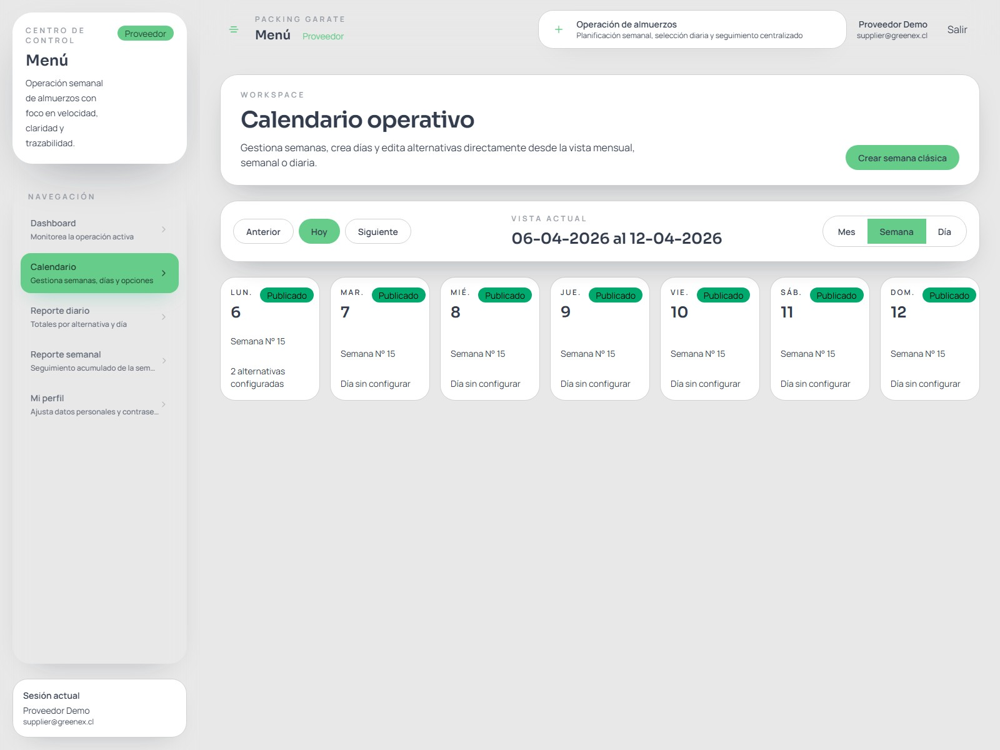 CENTRO DE
CONTROL
Proveedor
Menú
Operación semanal
de almuerzos con
foco en velocidad,
claridad y
trazabilidad.
NAVEGACIÓN
Dashboard
Monitorea la operación activa
Calendario
Gestiona semanas, días y opciones
Reporte diario
Totales por alternativa y día
Reporte semanal
Seguimiento acumulado de la sem...
Mi perfil
Ajusta datos personales y contrase...
Sesión actual
Proveedor Demo
supplier@greenex.cl
PACKING GARATE
Menú Proveedor
Operación de almuerzos
Planificación semanal, selección diaria y seguimiento centralizado
Proveedor Demo
supplier@greenex.cl
Salir
WORKSPACE
Calendario operativo
Gestiona semanas, crea días y edita alternativas directamente desde la vista mensual,
semanal o diaria.
Crear semana clásica
Anterior
Hoy
Siguiente
VISTA ACTUAL
06-04-2026 al 12-04-2026
Mes
Semana
Día
LUN. Publicado
6
Semana N° 15
2 alternativas
configuradas
MAR. Publicado
7
Semana N° 15
Día sin configurar
MIÉ. Publicado
8
Semana N° 15
Día sin configurar
JUE. Publicado
9
Semana N° 15
Día sin configurar
VIE. Publicado
10
Semana N° 15
Día sin configurar
SÁB. Publicado
11
Semana N° 15
Día sin configurar
DOM. Publicado
12
Semana N° 15
Día sin configurar